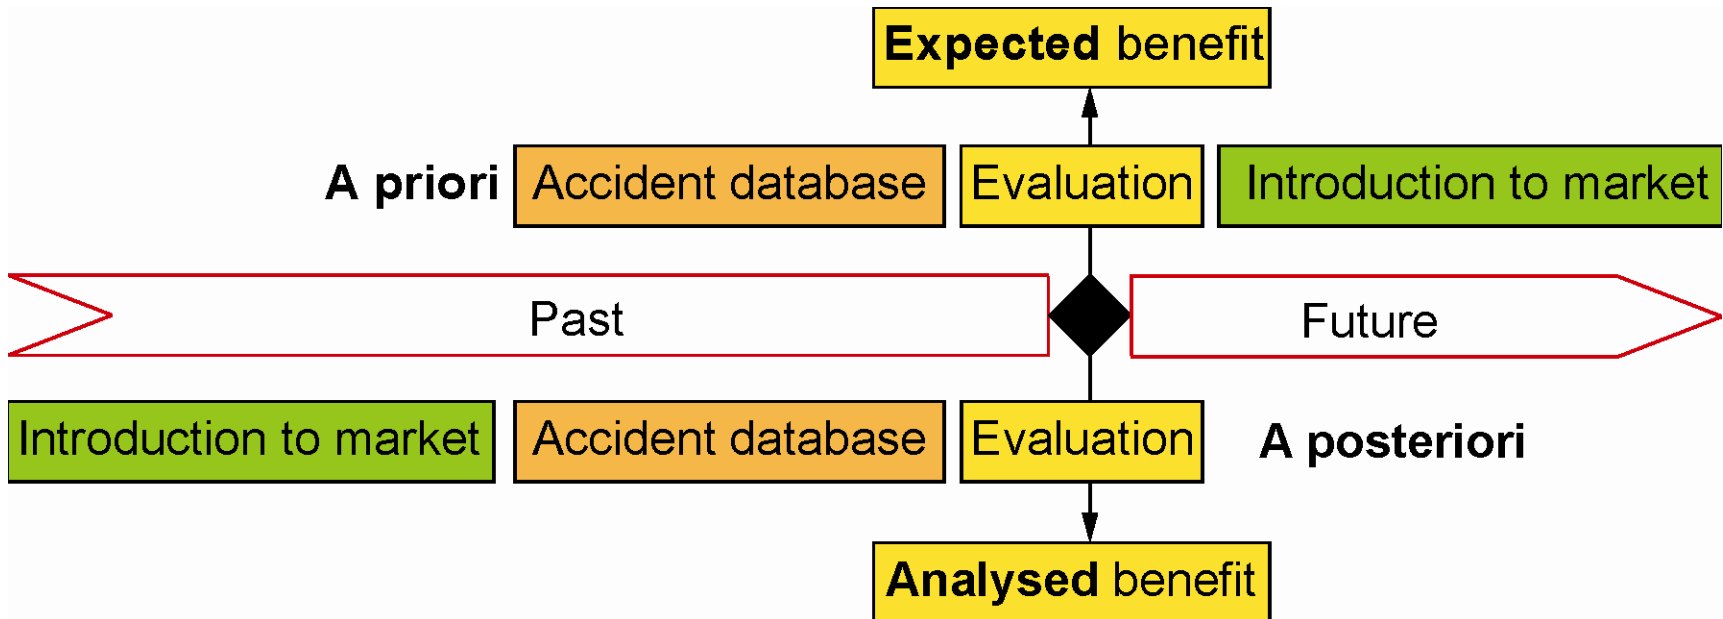 Expected benefit
A priori Accident database Evaluation Introduction to market
Past Future
Introduction to market Accident database Evaluation A posteriori
Analysed benefit